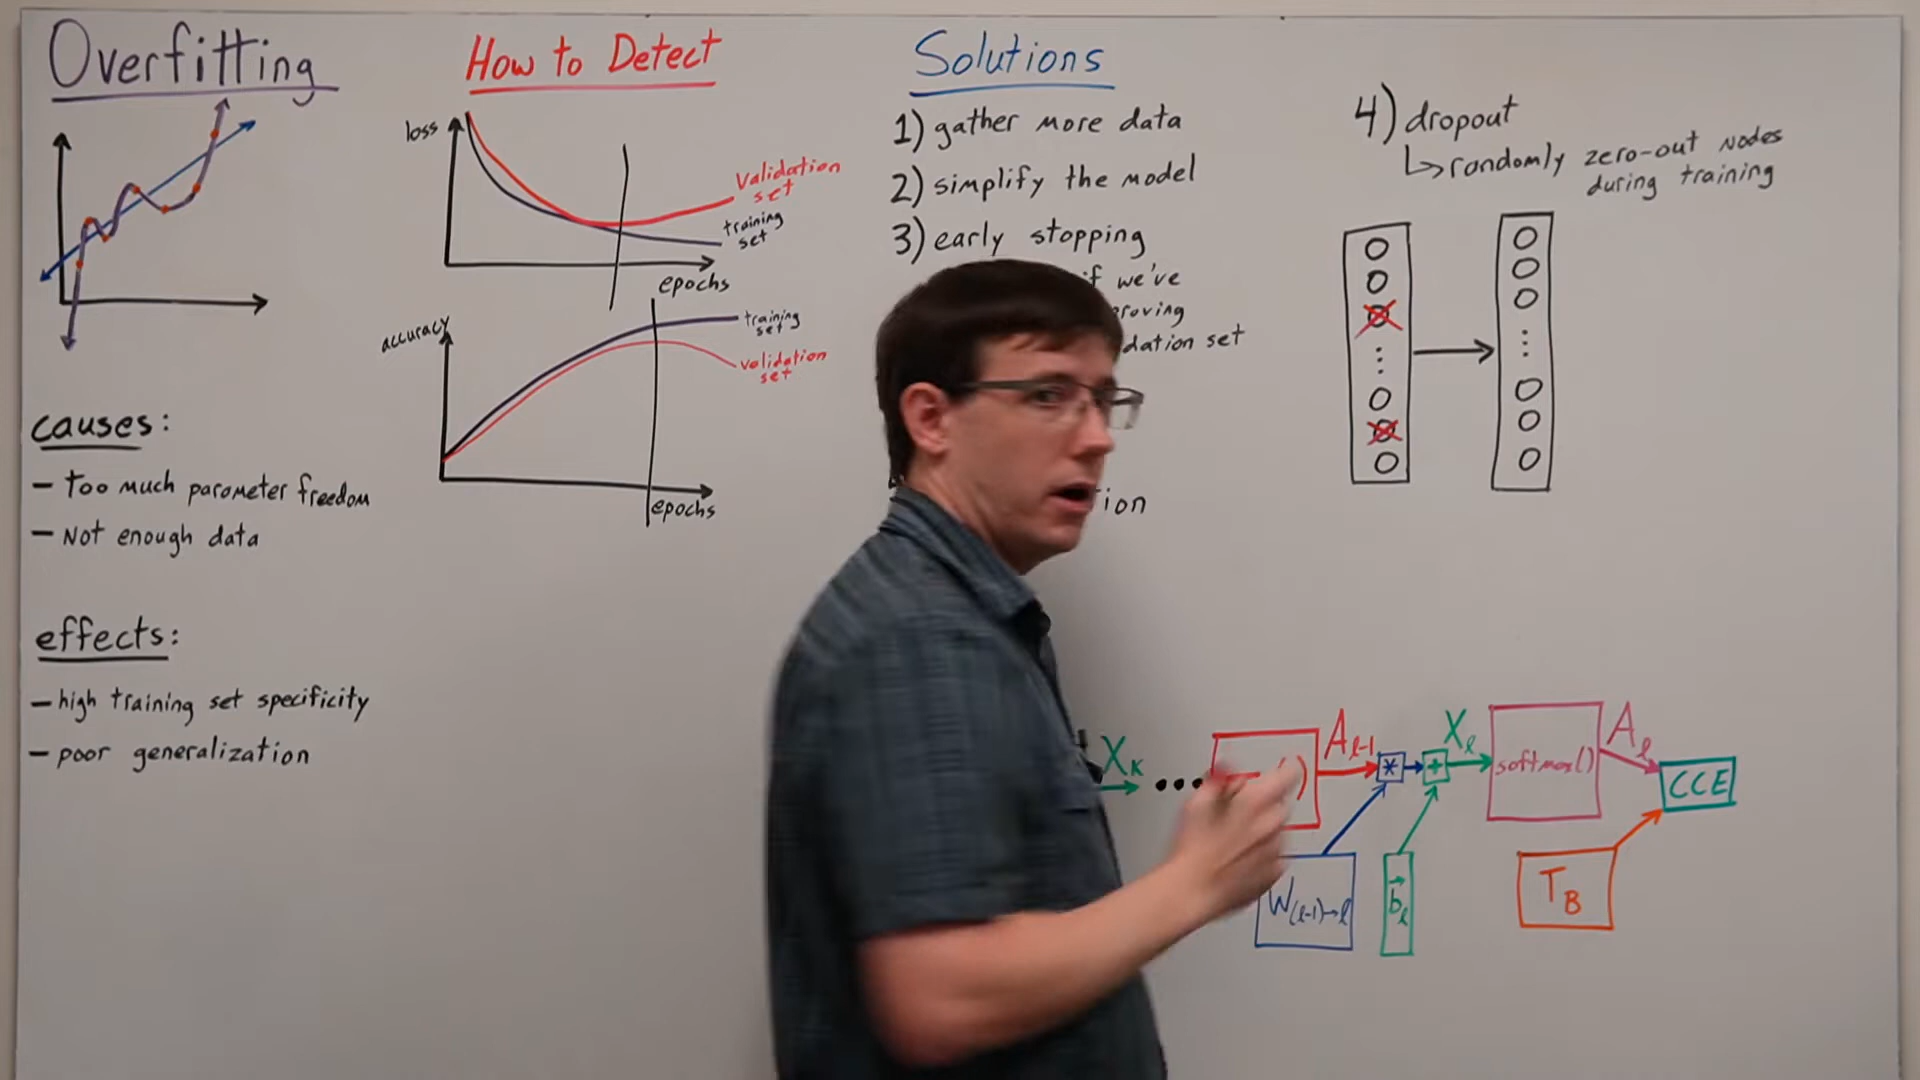 Overfitting
causes:
- Too much parameter freedom
- Not enough data
effects:
- high training set specificity
- poor generalization
How to Detect
loss
validation
set
training
set
epochs
accuracy
training
set
validation
set
epochs
Solutions
1) gather more data
2) simplify the model
3) early stopping
if we've
roving
dation set
ion
4) dropout
↳ randomly zero-out nodes
during training
X_K ... ( ) A_{ℓ-1} * + X_ℓ softmax() A_ℓ CCE
W_{(ℓ-1)→ℓ} b_ℓ T_B